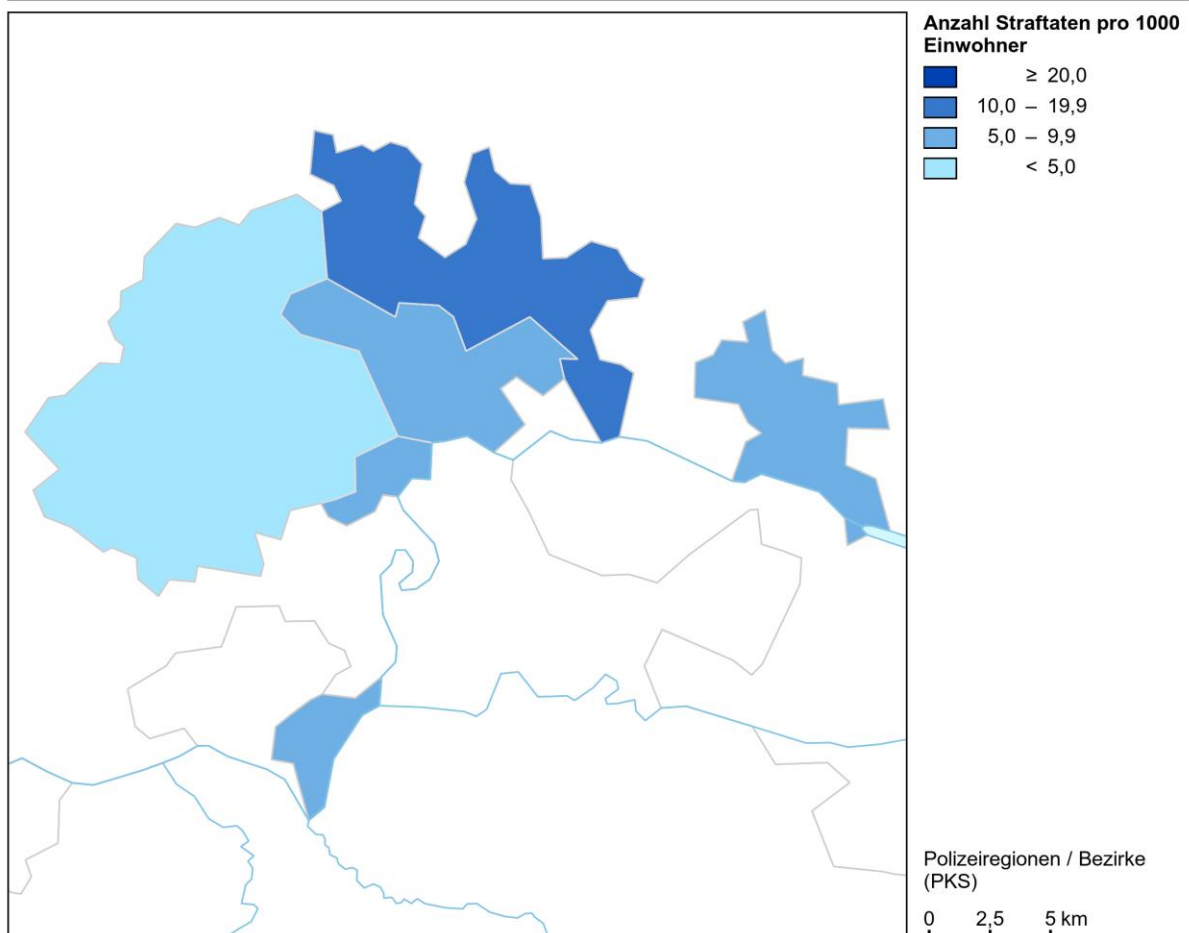 Anzahl Straftaten pro 1000
Einwohner
≥ 20,0
10,0 – 19,9
5,0 – 9,9
< 5,0
Polizeiregionen / Bezirke
(PKS)
0 2,5 5 km